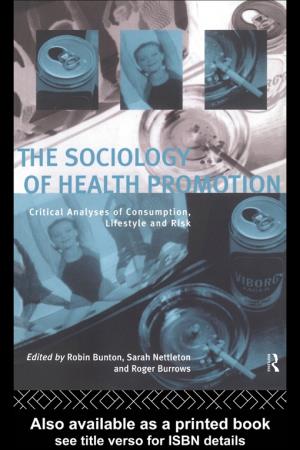 THE SOCIOLOGY
OF HEALTH PROMOTION
Critical Analyses of Consumption,
Lifestyle and Risk
VIBORG
Edited by Robin Bunton, Sarah Nettleton
and Roger Burrows
Also available as a printed book
see title verso for ISBN details